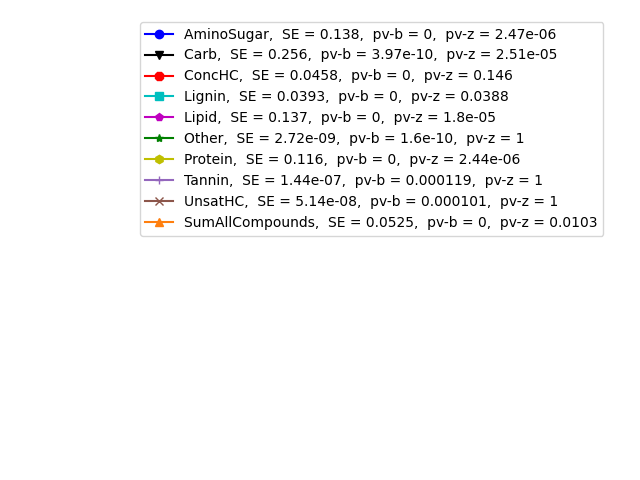 AminoSugar,  SE = 0.138,  pv-b = 0,  pv-z = 2.47e-06
Carb,  SE = 0.256,  pv-b = 3.97e-10,  pv-z = 2.51e-05
ConcHC,  SE = 0.0458,  pv-b = 0,  pv-z = 0.146
Lignin,  SE = 0.0393,  pv-b = 0,  pv-z = 0.0388
Lipid,  SE = 0.137,  pv-b = 0,  pv-z = 1.8e-05
Other,  SE = 2.72e-09,  pv-b = 1.6e-10,  pv-z = 1
Protein,  SE = 0.116,  pv-b = 0,  pv-z = 2.44e-06
Tannin,  SE = 1.44e-07,  pv-b = 0.000119,  pv-z = 1
UnsatHC,  SE = 5.14e-08,  pv-b = 0.000101,  pv-z = 1
SumAllCompounds,  SE = 0.0525,  pv-b = 0,  pv-z = 0.0103